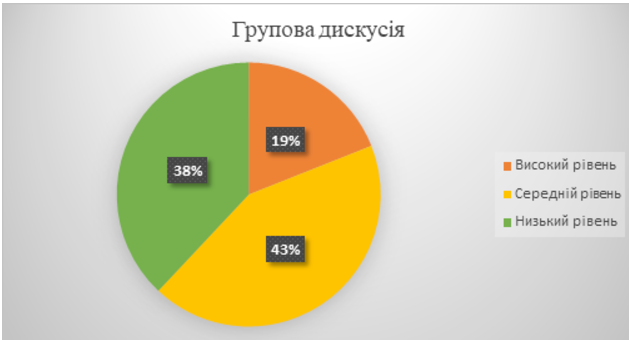 Групова дискусія
19%
38%
43%
Високий рівень
Середній рівень
Низький рівень